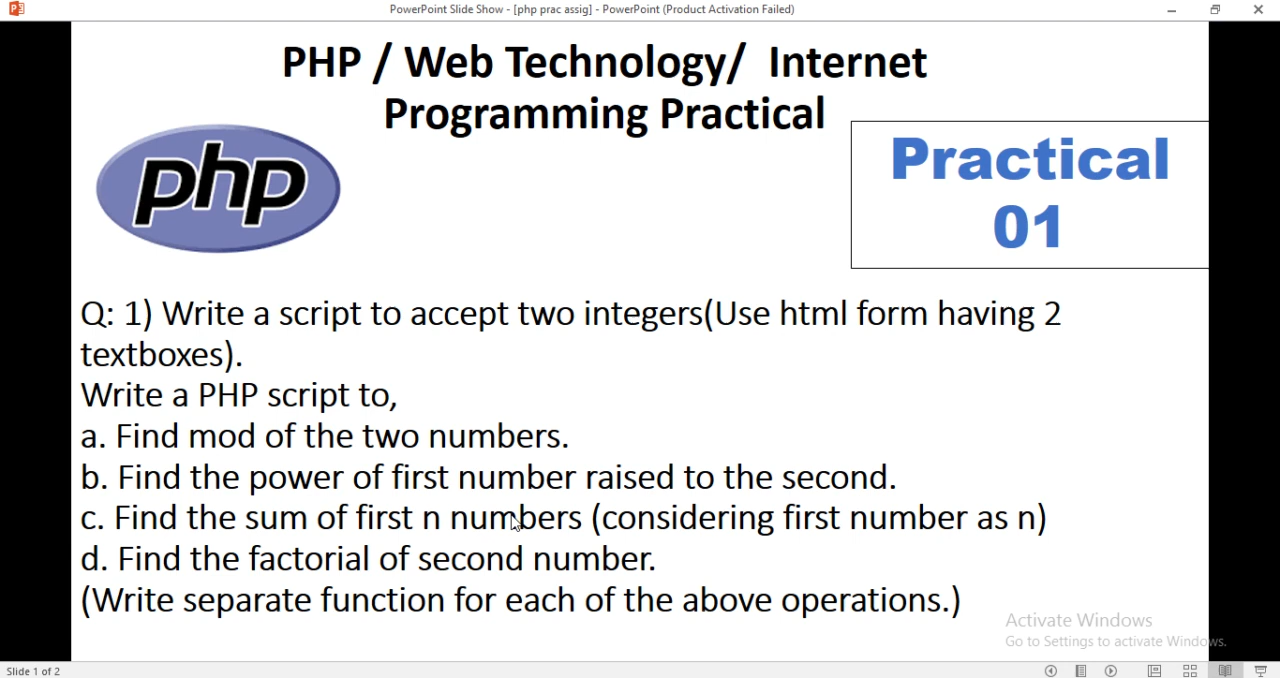 PowerPoint Slide Show - [php prac assig] - PowerPoint (Product Activation Failed)
PHP / Web Technology/ Internet
Programming Practical
php
Practical
01
Q: 1) Write a script to accept two integers(Use html form having 2
textboxes).
Write a PHP script to,
a. Find mod of the two numbers.
b. Find the power of first number raised to the second.
c. Find the sum of first n numbers (considering first number as n)
d. Find the factorial of second number.
(Write separate function for each of the above operations.)
Activate Windows
Go to Settings to activate Windows.
Slide 1 of 2